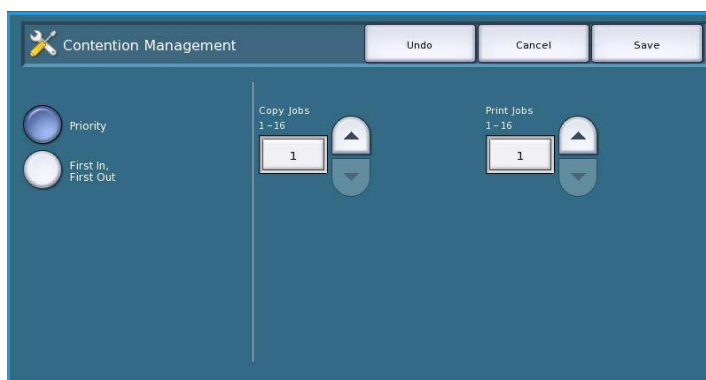 Contention Management
Undo
Cancel
Save
Priority
First In,
First Out
Copy Jobs
1-16
1
Print Jobs
1-16
1